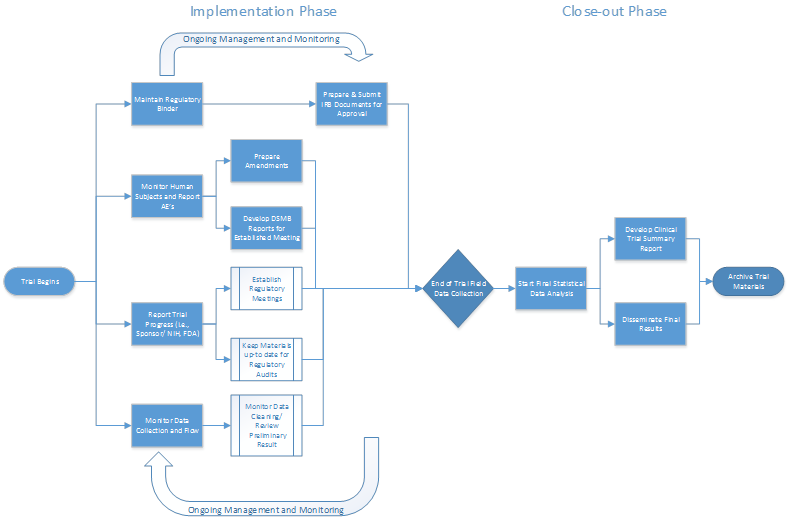 Implementation Phase
Close-out Phase
Ongoing Management and Monitoring
Maintain Regulatory
Binder
Prepare & Submit
IRB Documents for
Approval
Prepare
Amendments
Monitor Human
Subjects and Report
AE's
Develop DSMB
Reports for
Established Meeting
Trial Begins
Establish
Regulatory
Meetings
Report Trial
Progress (i.e.,
Sponsor/ NIH, FDA)
Keep Materials
up-to date for
Regulatory
Audits
Monitor Data
Collection and Flow
Monitor Data
Cleaning/
Review
Preliminary
Result
End of Trial Field
Data Collection
Start Final Statistical
Data Analysis
Develop Clinical
Trial Summary
Report
Disseminate Final
Results
Archive Trial
Materials
Ongoing Management and Monitoring